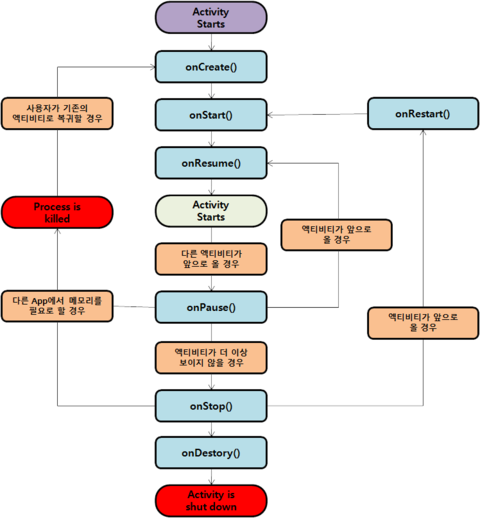 Activity
Starts
onCreate()
사용자가 기존의
액티비티로 복귀할 경우
onStart()
onRestart()
onResume()
Process is
killed
Activity
Starts
액티비티가 앞으로
올 경우
다른 액티비티가
앞으로 올 경우
다른 App에서 메모리를
필요로 할 경우
onPause()
액티비티가 앞으로
올 경우
액티비티가 더 이상
보이지 않을 경우
onStop()
onDestory()
Activity is
shut down